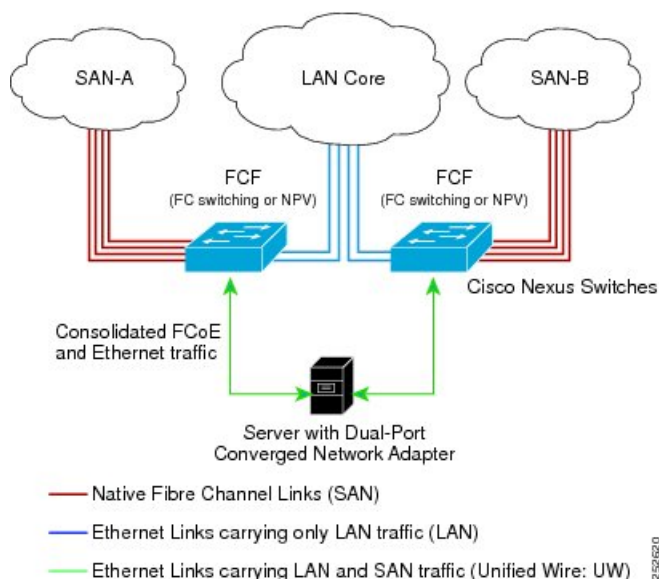 SAN-A
LAN Core
SAN-B
FCF
(FC switching or NPV)
FCF
(FC switching or NPV)
Cisco Nexus Switches
Consolidated FCoE
and Ethernet traffic
Server with Dual-Port
Converged Network Adapter
Native Fibre Channel Links (SAN)
Ethernet Links carrying only LAN traffic (LAN)
Ethernet Links carrying LAN and SAN traffic (Unified Wire: UW)
252620